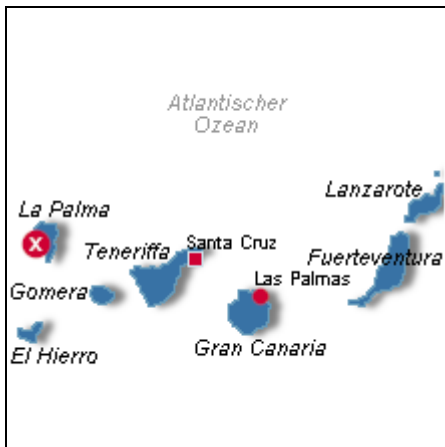 Atlantischer
Ozean
Lanzarote
La Palma
X
Santa Cruz
Teneriffa
Fuerteventura
Las Palmas
Gomera
El Hierro
Gran Canaria